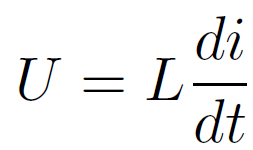 U = L di/dt